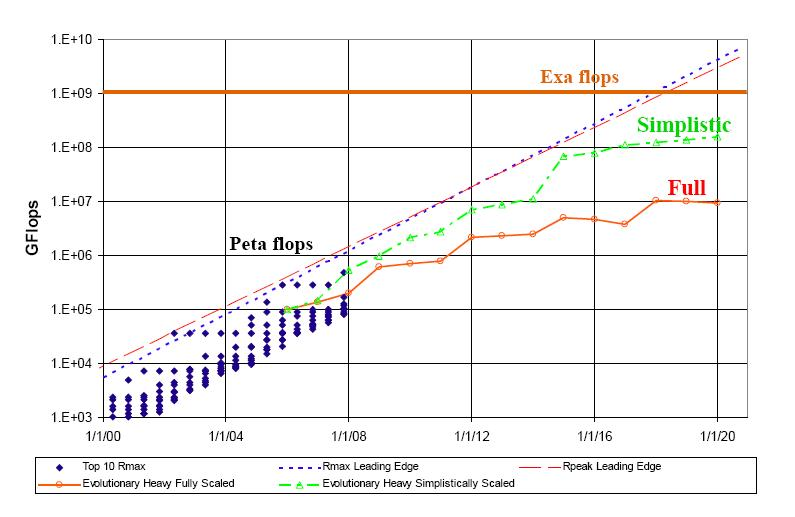 1.E+10
Exa flops
1.E+09
Simplistic
1.E+08
Full
1.E+07
Peta flops
1.E+06
1.E+05
1.E+04
1.E+03
GFlops
1/1/00 1/1/04 1/1/08 1/1/12 1/1/16 1/1/20
Top 10 Rmax Rmax Leading Edge Rpeak Leading Edge
Evolutionary Heavy Fully Scaled Evolutionary Heavy Simplistically Scaled